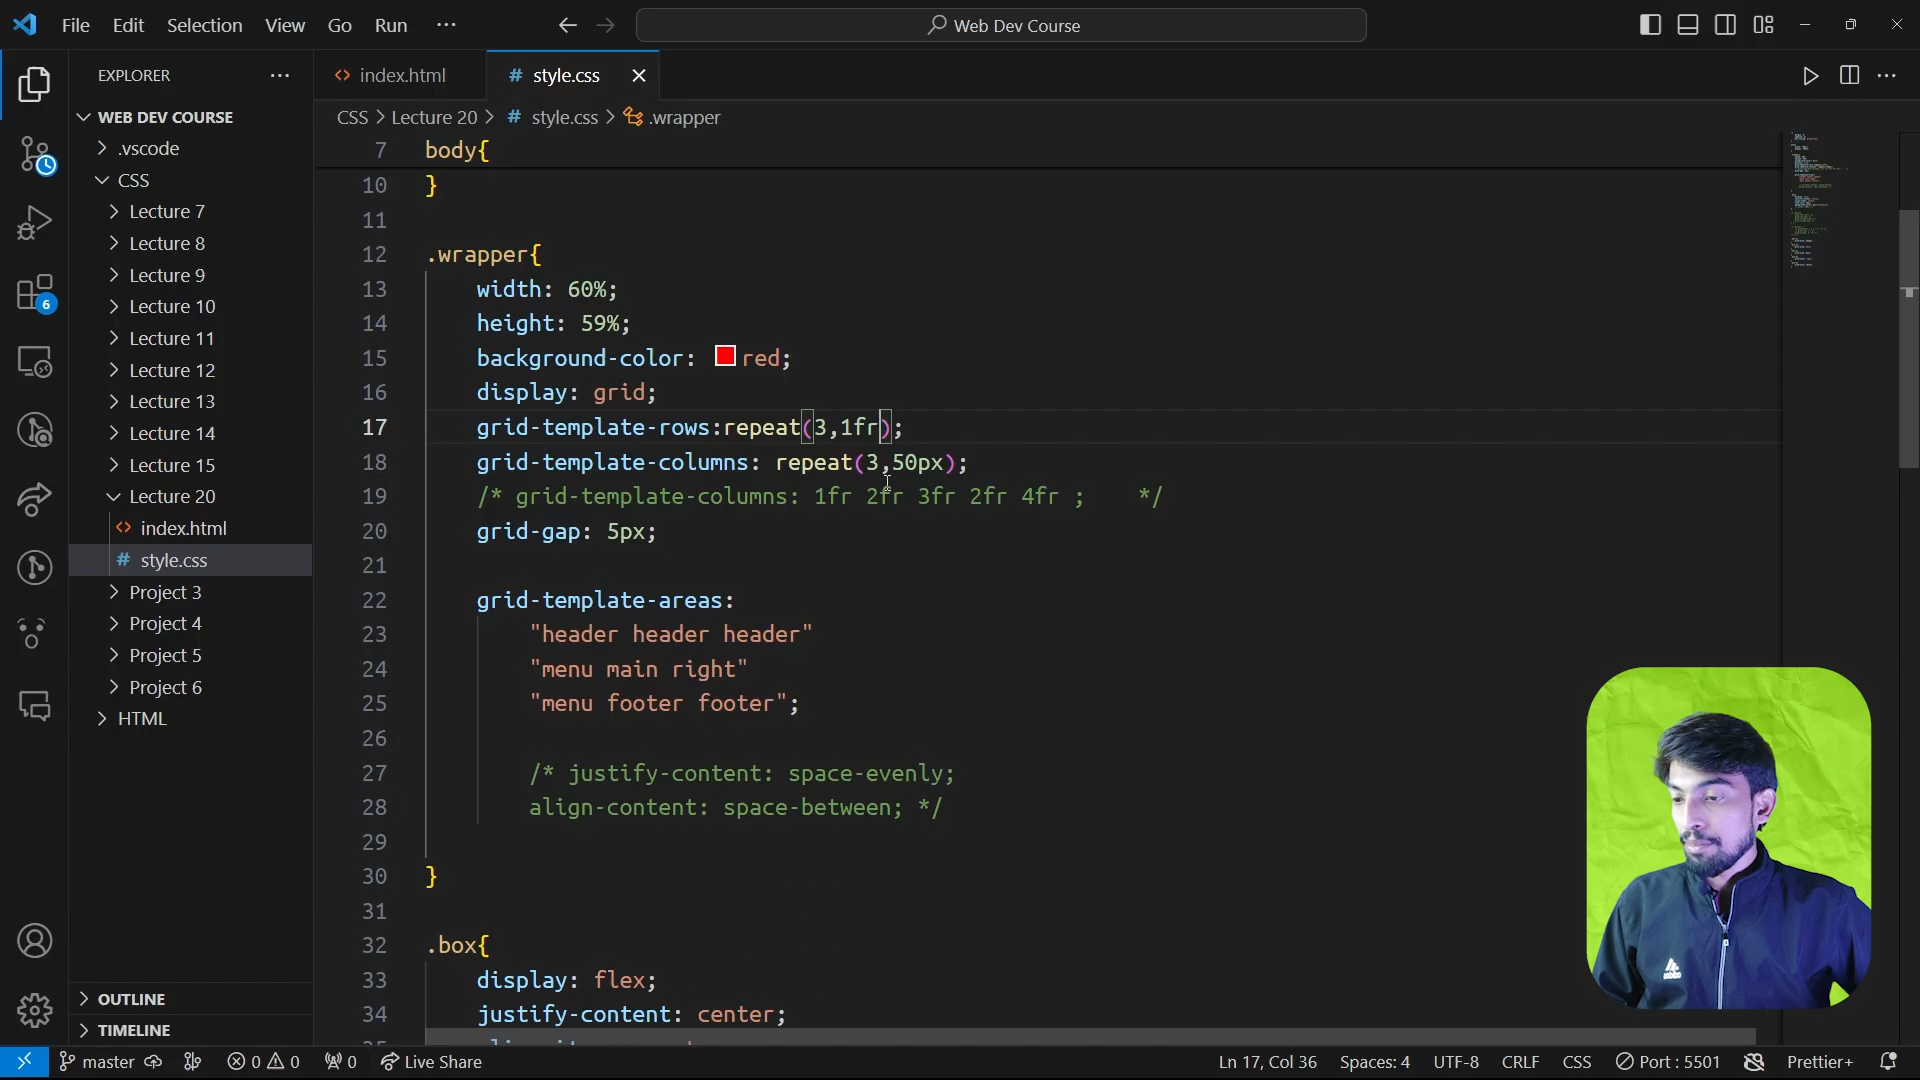 File Edit Selection View Go Run ···
Web Dev Course
EXPLORER ···
index.html
# style.css
CSS > Lecture 20 > # style.css > .wrapper
WEB DEV COURSE
.vscode
CSS
Lecture 7
Lecture 8
Lecture 9
Lecture 10
Lecture 11
Lecture 12
Lecture 13
Lecture 14
Lecture 15
Lecture 20
index.html
# style.css
Project 3
Project 4
Project 5
Project 6
HTML
OUTLINE
TIMELINE
6
7 body{
10 }
11
12 .wrapper{
13 width: 60%;
14 height: 59%;
15 background-color: red;
16 display: grid;
17 grid-template-rows:repeat(3,1fr);
18 grid-template-columns: repeat(3,50px);
19 /* grid-template-columns: 1fr 2fr 3fr 2fr 4fr ; */
20 grid-gap: 5px;
21
22 grid-template-areas:
23 "header header header"
24 "menu main right"
25 "menu footer footer";
26
27 /* justify-content: space-evenly;
28 align-content: space-between; */
29
30 }
31
32 .box{
33 display: flex;
34 justify-content: center;
master 0 0 0 Live Share
Ln 17, Col 36 Spaces: 4 UTF-8 CRLF CSS Port : 5501 Prettier+